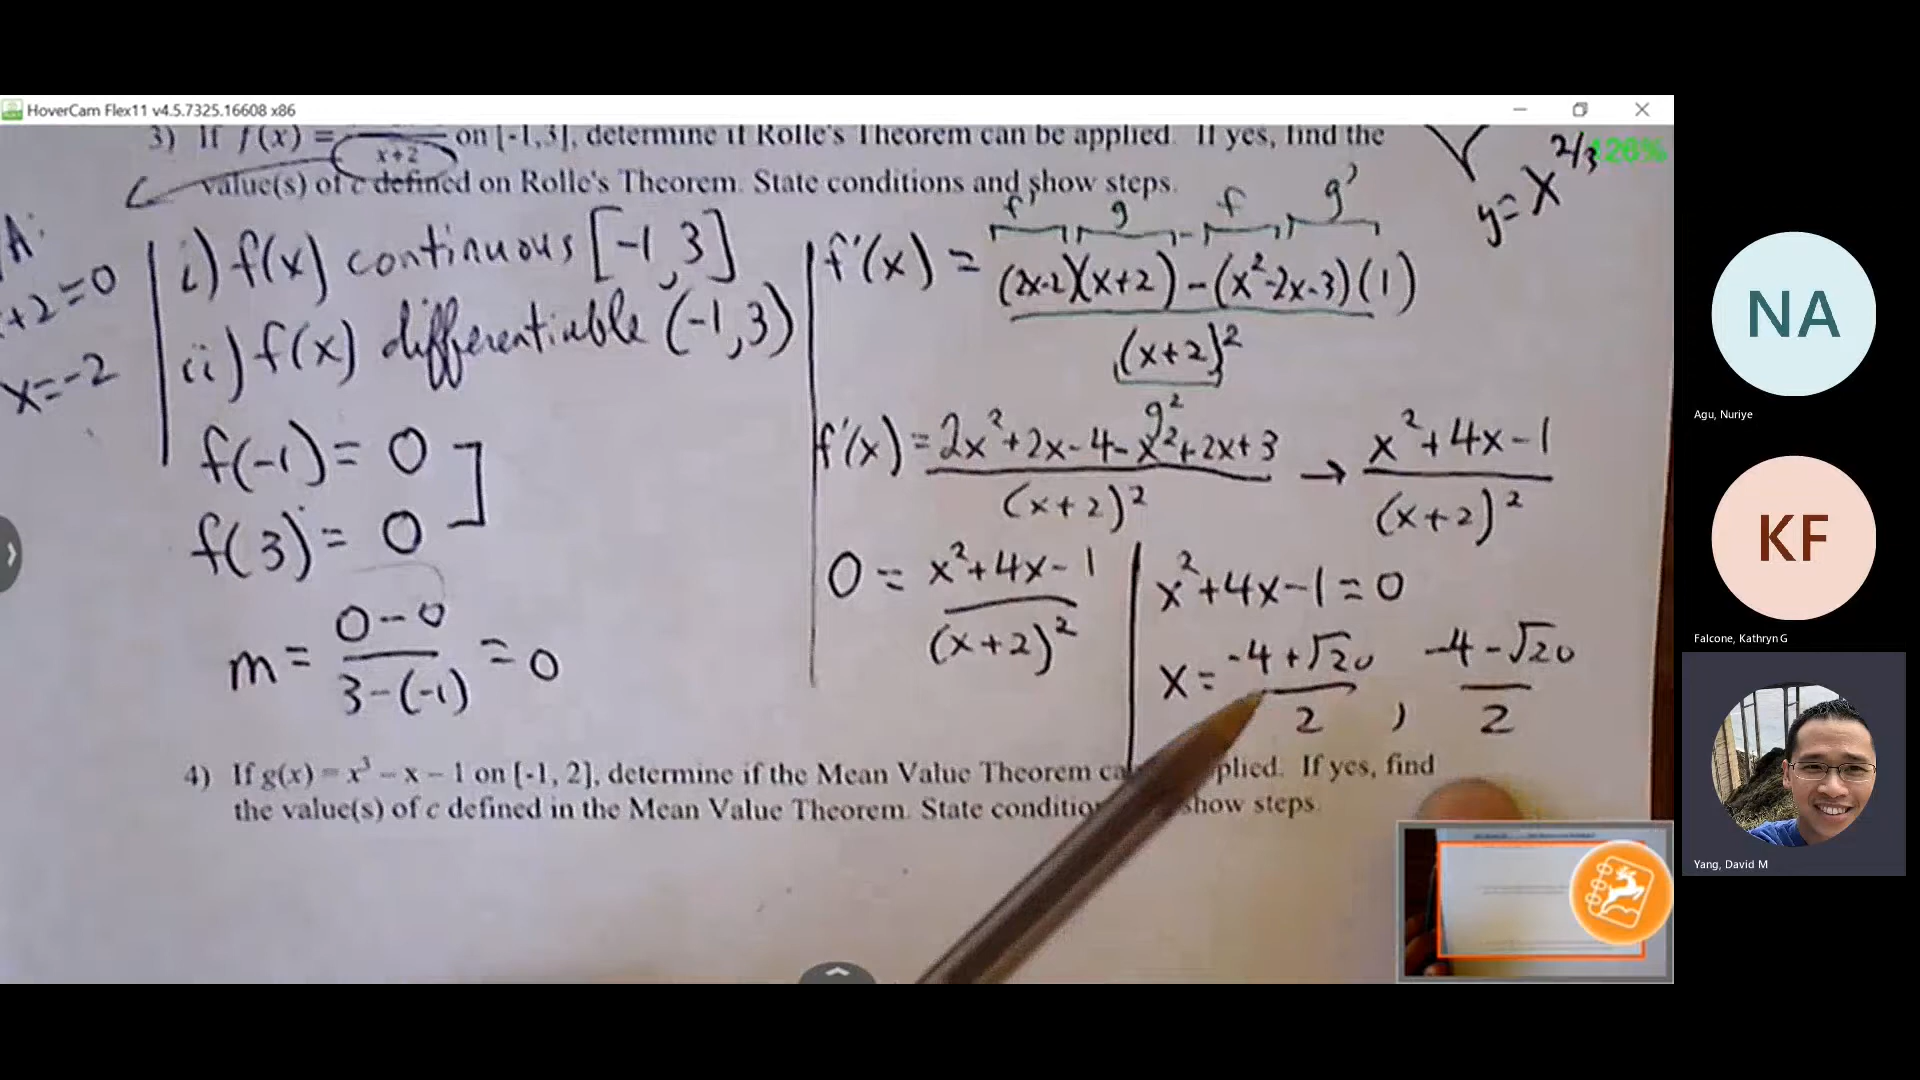 HoverCam Flex11 v4.5.7325.16608 x86
3) If f(x) = on [-1,3], determine if Rolle's Theorem can be applied. If yes, find the
x+2
value(s) of c defined on Rolle's Theorem. State conditions and show steps.
y=x^2/3
126%
A:
+2=0
x=-2
i) f(x) continuous [-1,3]
ii) f(x) differentiable (-1,3)
f(-1)= 0
f(3)= 0
m= 0-0 / 3-(-1) =0
f' g - f g'
f'(x) = (2x-2)(x+2)-(x²-2x-3)(1)
(x+2)²
g²
f'(x) = 2x²+2x-4-x²+2x+3 / (x+2)² → x²+4x-1 / (x+2)²
0 = x²+4x-1 / (x+2)²
x²+4x-1=0
x= -4+√20 / 2 , -4-√20 / 2
4) If g(x) = x³ – x – 1 on [-1, 2], determine if the Mean Value Theorem ca plied. If yes, find
the value(s) of c defined in the Mean Value Theorem. State conditio show steps.
NA
Agu, Nuriye
KF
Falcone, Kathryn G
Yang, David M